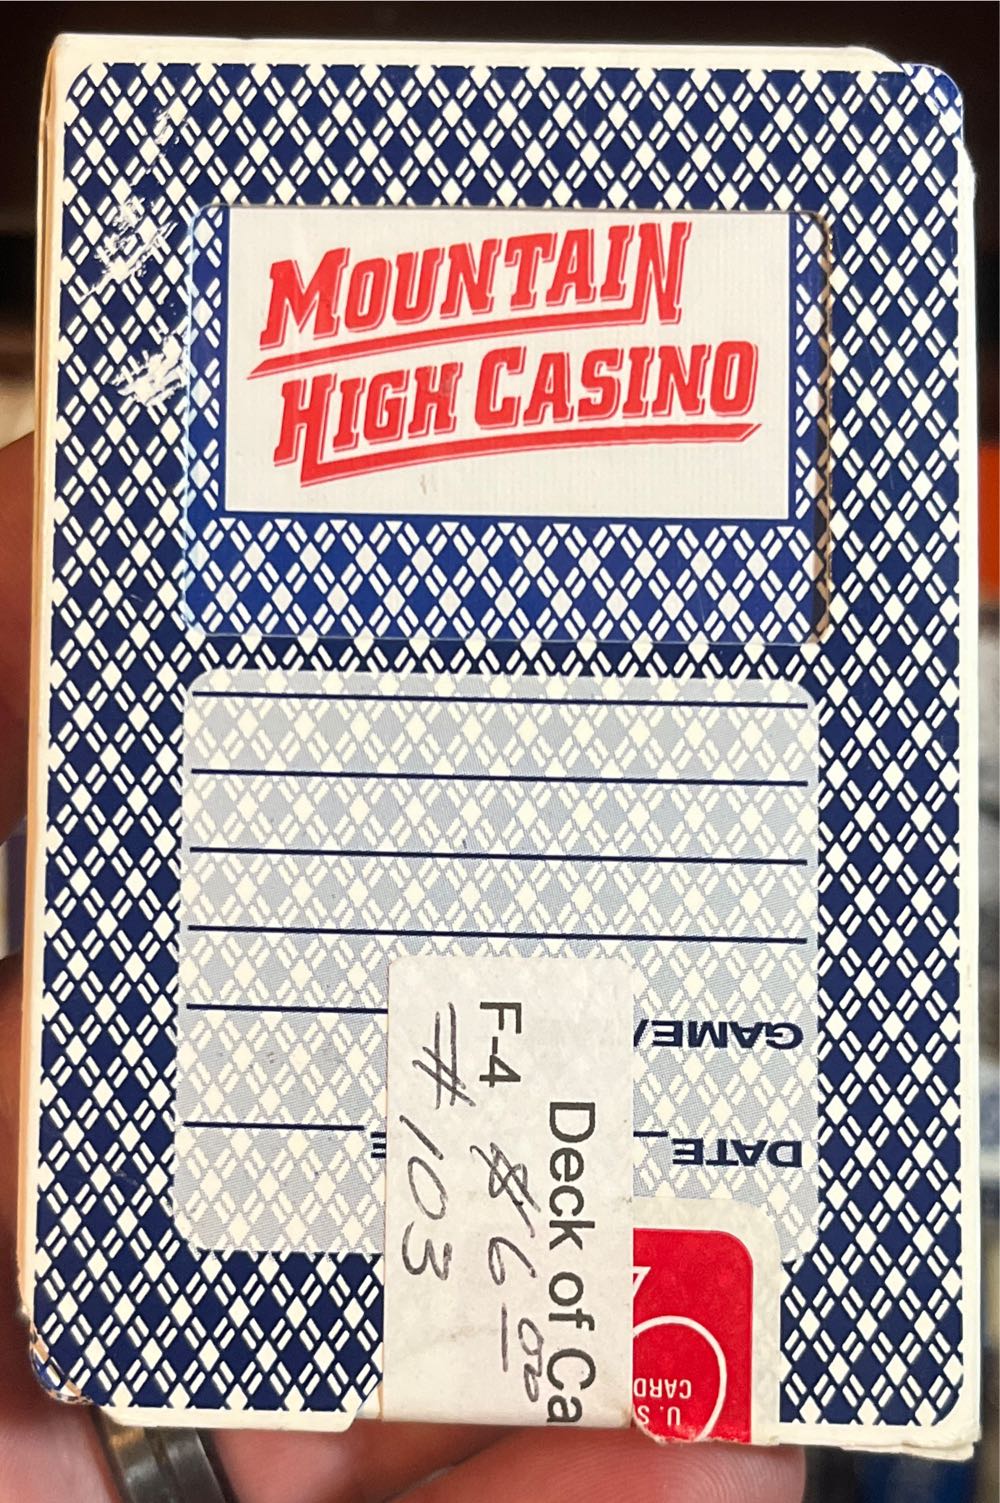 MOUNTAIN
HIGH CASINO
GAME/
DATE
Deck of Ca
F-4 $6 00
#103
U.S
CARD